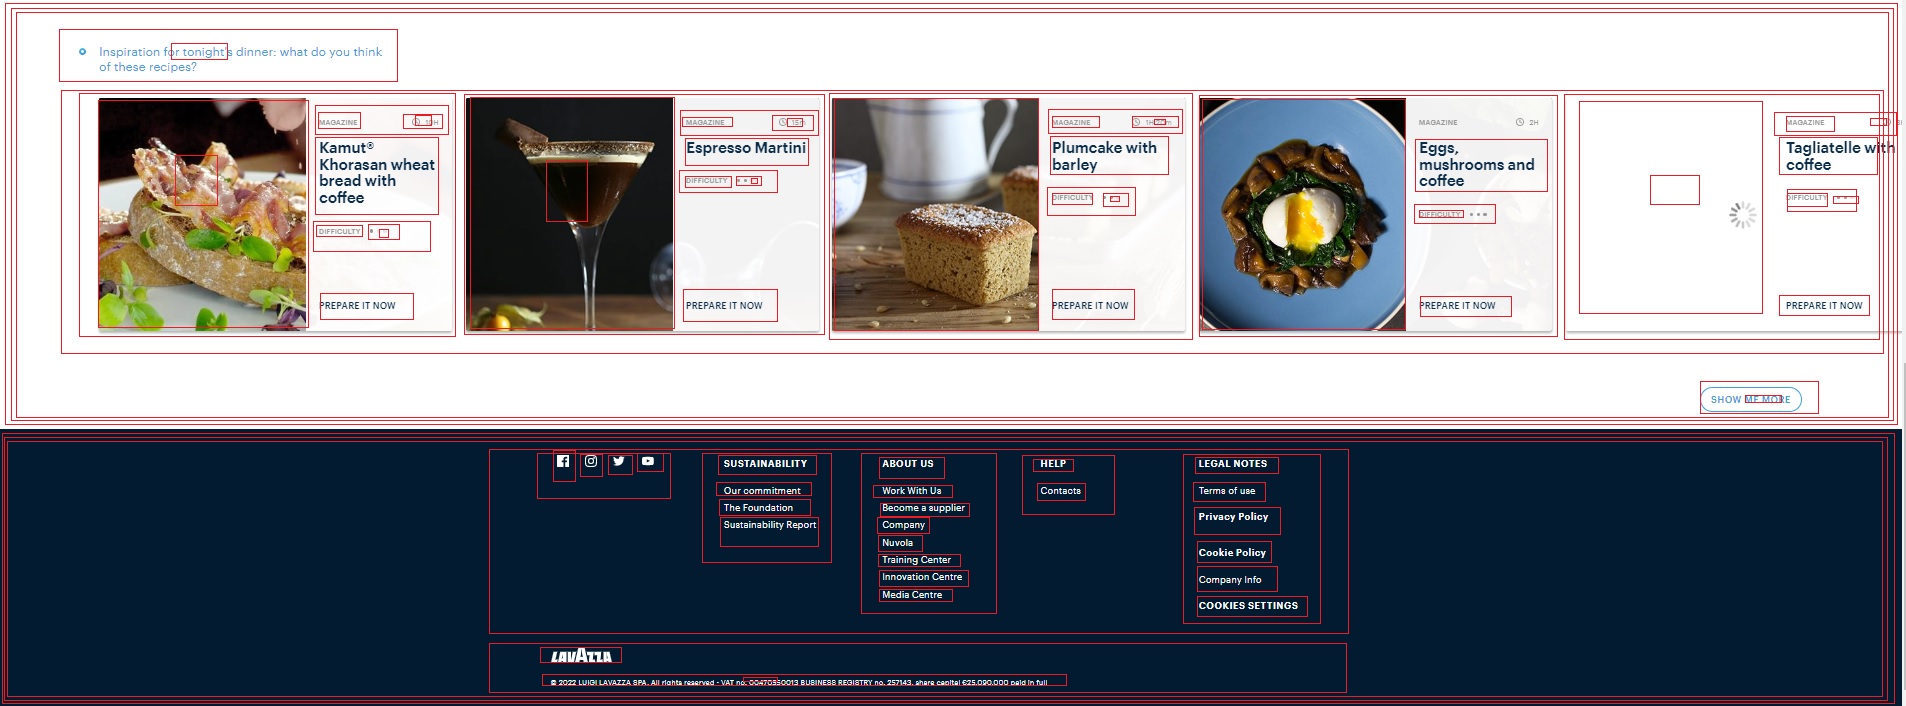 Inspiration for tonight's dinner: what do you think
of these recipes?
MAGAZINE 10H
Kamut®
Khorasan wheat
bread with
coffee
DIFFICULTY
PREPARE IT NOW
MAGAZINE 15m
Espresso Martini
DIFFICULTY
PREPARE IT NOW
MAGAZINE
Plumcake with
barley
DIFFICULTY
PREPARE IT NOW
MAGAZINE 2H
Eggs,
mushrooms and
coffee
DIFFICULTY
PREPARE IT NOW
MAGAZINE
Tagliatelle with
coffee
DIFFICULTY
PREPARE IT NOW
SHOW ME MORE
SUSTAINABILITY
Our commitment
The Foundation
Sustainability Report
ABOUT US
Work With Us
Become a supplier
Company
Nuvola
Training Center
Innovation Centre
Media Centre
HELP
Contacts
LEGAL NOTES
Terms of use
Privacy Policy
Cookie Policy
Company Info
COOKIES SETTINGS
LAVAZZA
© 2022 LUIGI LAVAZZA SPA. All rights reserved - VAT no. 00470550013 BUSINESS REGISTRY no. 257143, share capital €25.090.000 paid in full